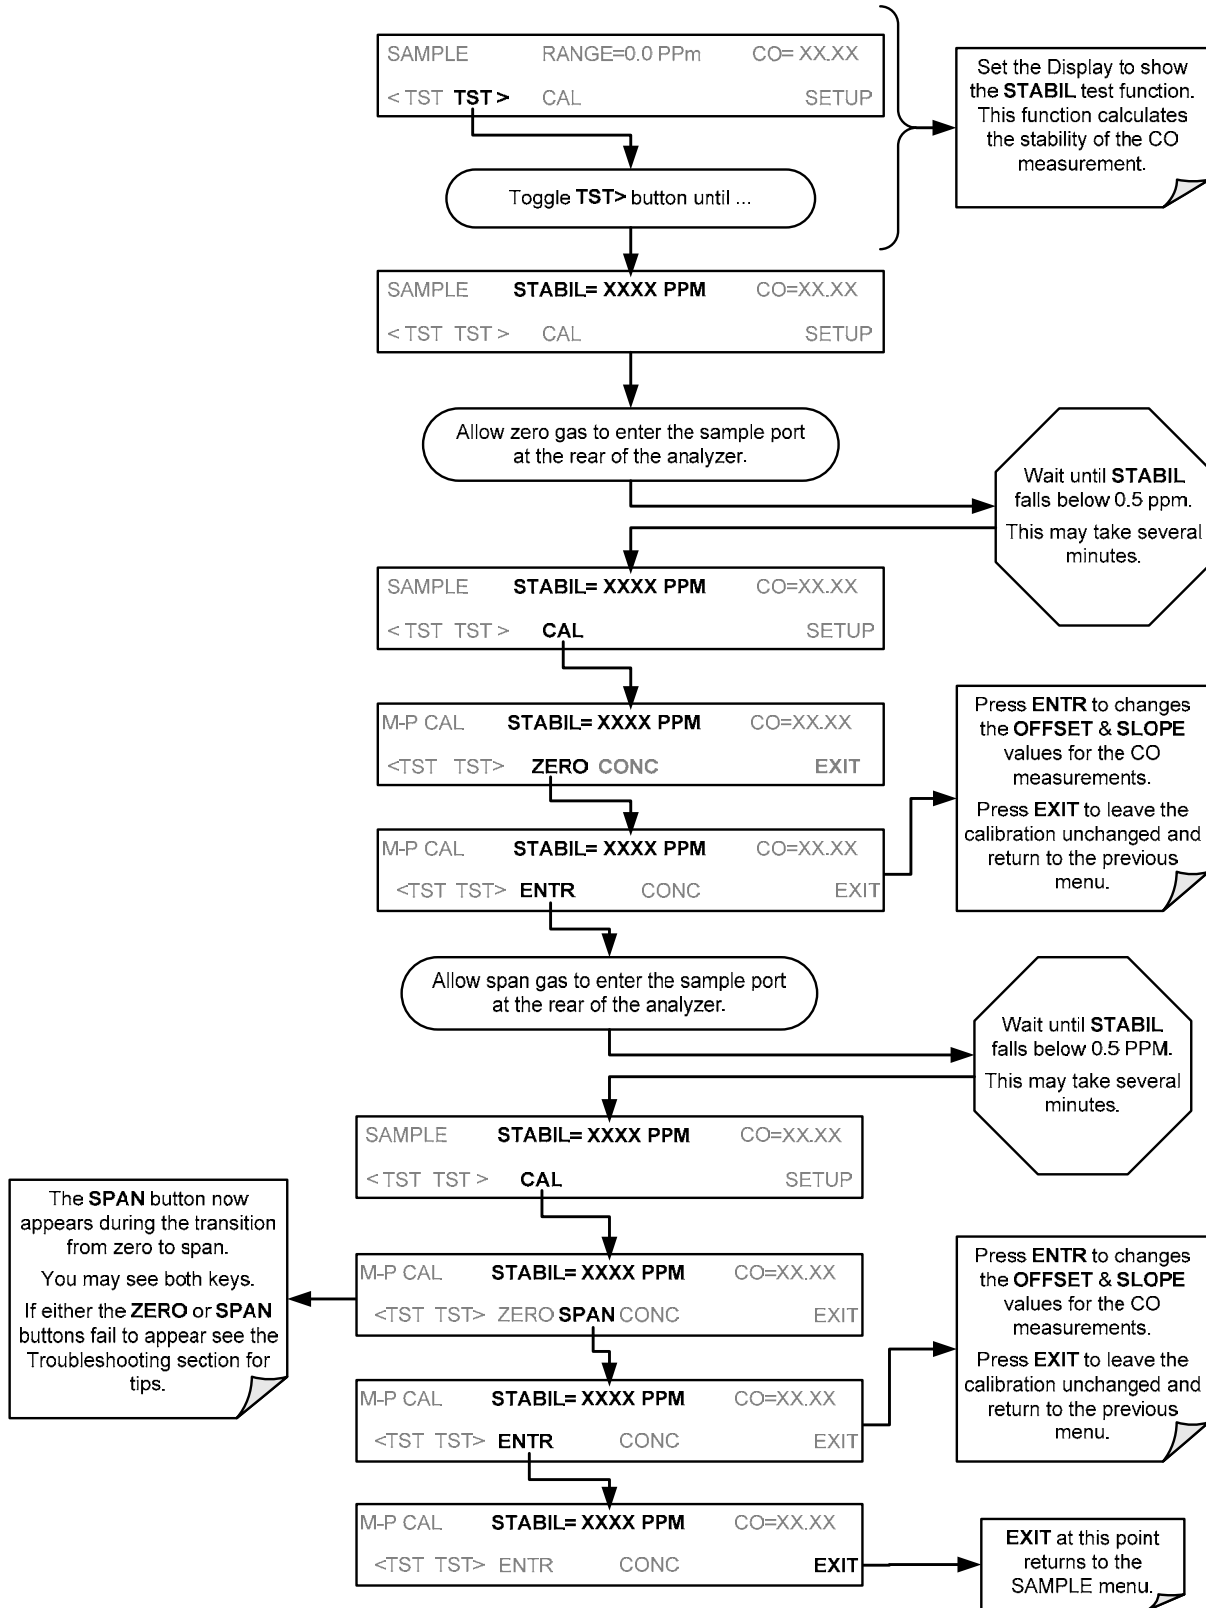 SAMPLE RANGE=0.0 PPm CO= XX.XX
< TST TST > CAL SETUP
Set the Display to show
the STABIL test function.
This function calculates
the stability of the CO
measurement.
Toggle TST> button until ...
SAMPLE STABIL= XXXX PPM CO=XX.XX
< TST TST > CAL SETUP
Allow zero gas to enter the sample port
at the rear of the analyzer.
Wait until STABIL
falls below 0.5 ppm.
This may take several
minutes.
SAMPLE STABIL= XXXX PPM CO=XX.XX
< TST TST > CAL SETUP
M-P CAL STABIL= XXXX PPM CO=XX.XX
<TST TST> ZERO CONC EXIT
M-P CAL STABIL= XXXX PPM CO=XX.XX
<TST TST> ENTR CONC EXIT
Press ENTR to changes
the OFFSET & SLOPE
values for the CO
measurements.
Press EXIT to leave the
calibration unchanged and
return to the previous
menu.
Allow span gas to enter the sample port
at the rear of the analyzer.
Wait until STABIL
falls below 0.5 PPM.
This may take several
minutes.
SAMPLE STABIL= XXXX PPM CO=XX.XX
< TST TST > CAL SETUP
The SPAN button now
appears during the transition
from zero to span.
You may see both keys.
If either the ZERO or SPAN
buttons fail to appear see the
Troubleshooting section for
tips.
M-P CAL STABIL= XXXX PPM CO=XX.XX
<TST TST> ZERO SPAN CONC EXIT
M-P CAL STABIL= XXXX PPM CO=XX.XX
<TST TST> ENTR CONC EXIT
Press ENTR to changes
the OFFSET & SLOPE
values for the CO
measurements.
Press EXIT to leave the
calibration unchanged and
return to the previous
menu.
M-P CAL STABIL= XXXX PPM CO=XX.XX
<TST TST> ENTR CONC EXIT
EXIT at this point
returns to the
SAMPLE menu.